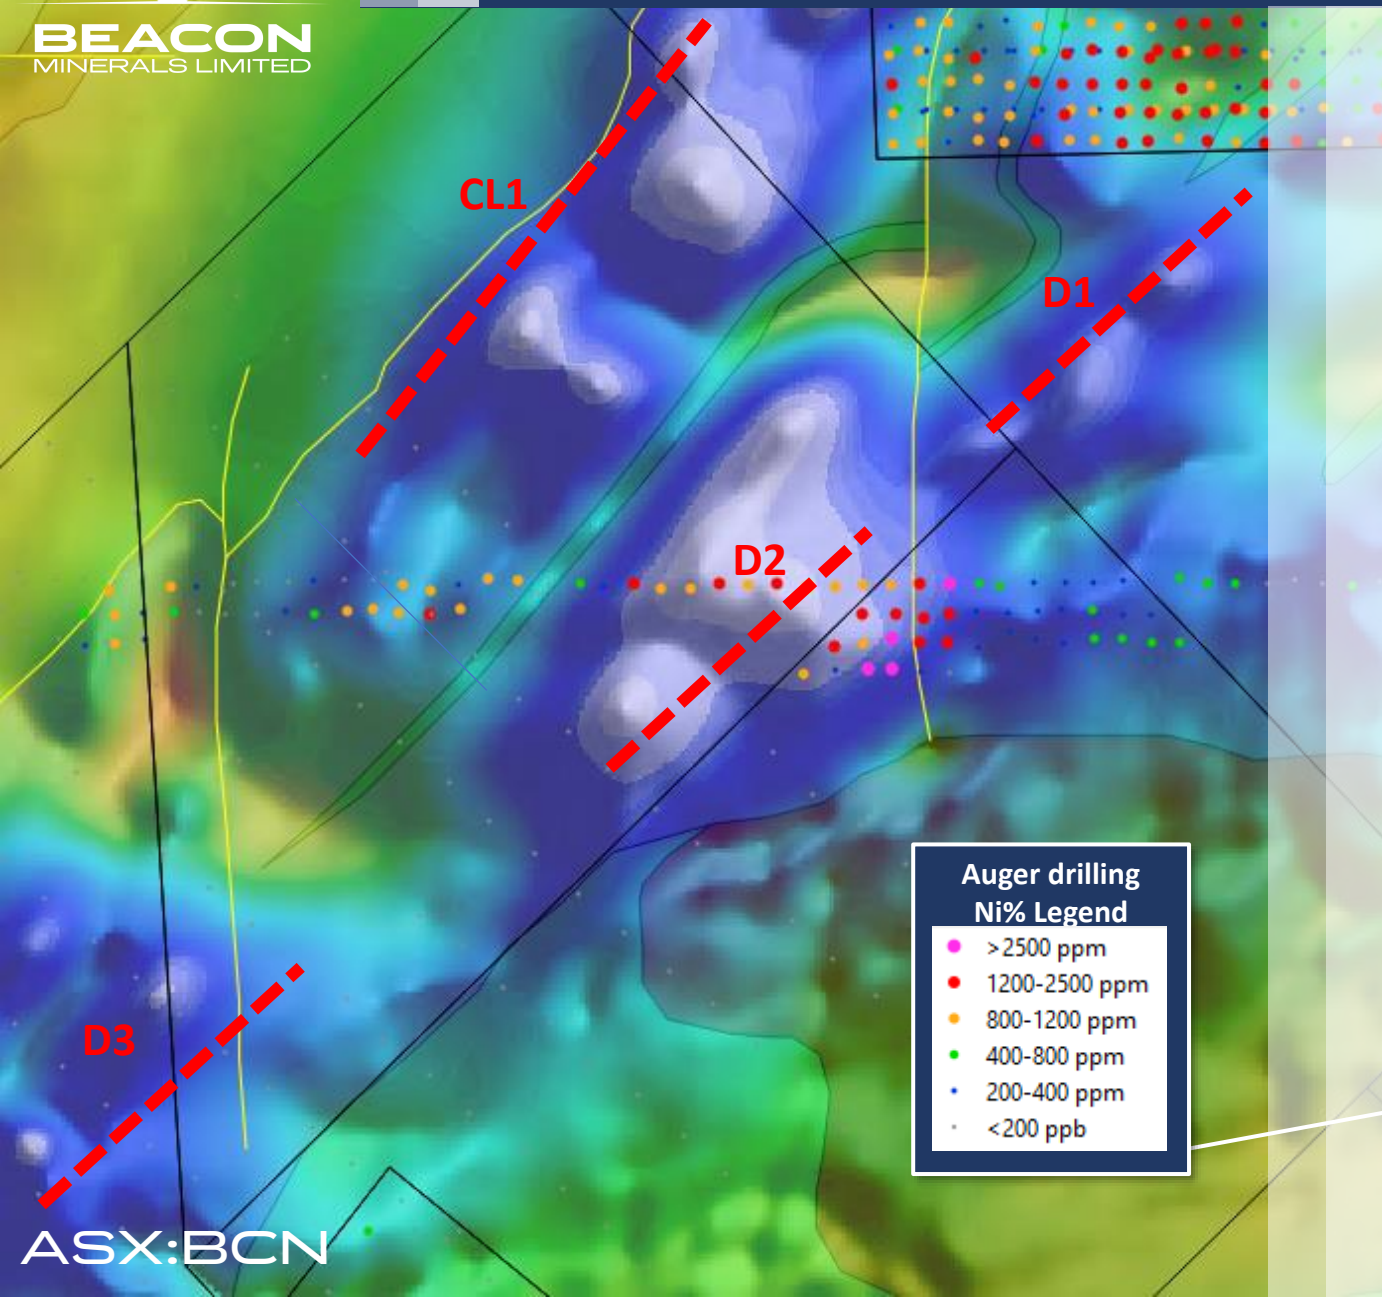 BEACON
MINERALS LIMITED
CL1
D1
D2
D3
Auger drilling
Ni% Legend
>2500 ppm
1200-2500 ppm
800-1200 ppm
400-800 ppm
200-400 ppm
<200 ppb
ASX:BCN